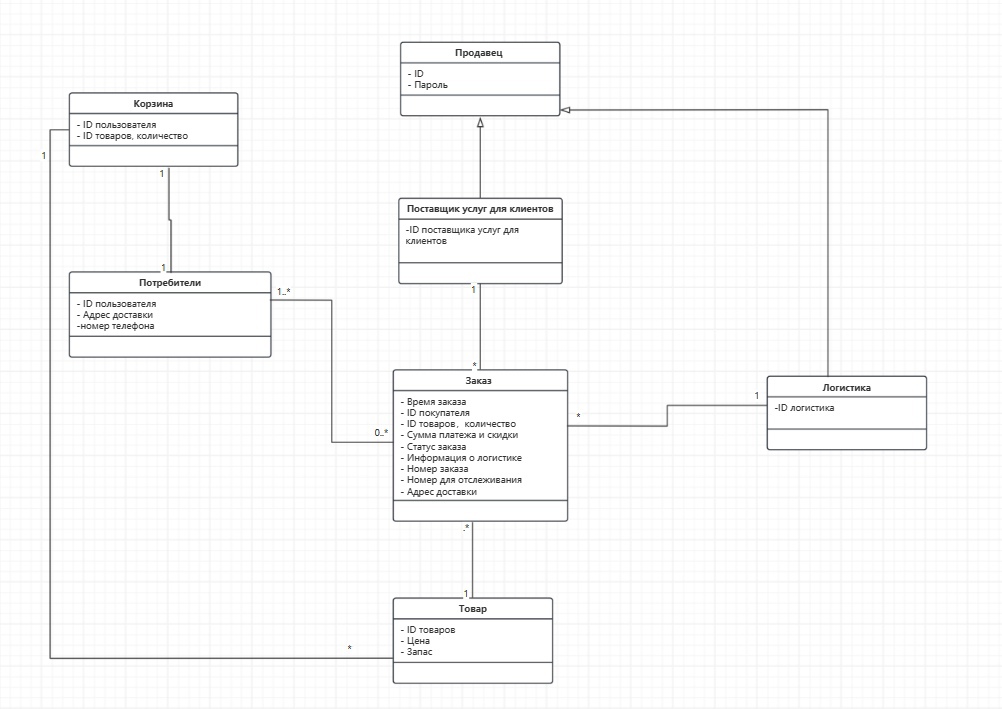 Продавец
- ID
- Пароль
Корзина
- ID пользователя
- ID товаров, количество
1
1
Поставщик услуг для клиентов
-ID поставщика услуг для
клиентов
1
Потребители
- ID пользователя
- Адрес доставки
-номер телефона
1
1..*
*
Заказ
- Время заказа
- ID покупателя
- ID товаров，количество
- Сумма платежа и скидки
- Статус заказа
- Информация о логистике
- Номер заказа
- Номер для отслеживания
- Адрес доставки
0..*
*
1
Логистика
-ID логистика
.*
1
Товар
- ID товаров
- Цена
- Запас
*